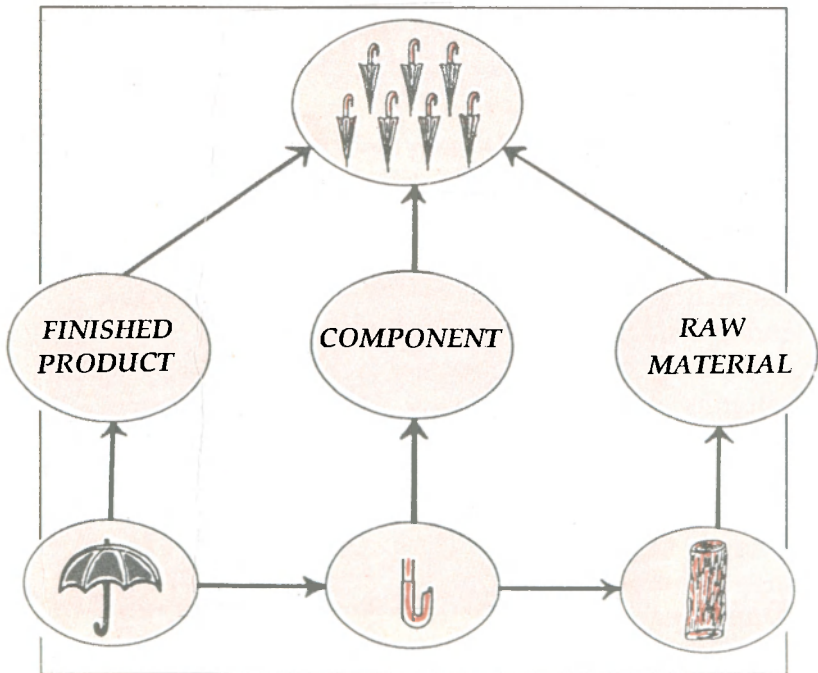 FINISHED
PRODUCT
COMPONENT
RAW
MATERIAL